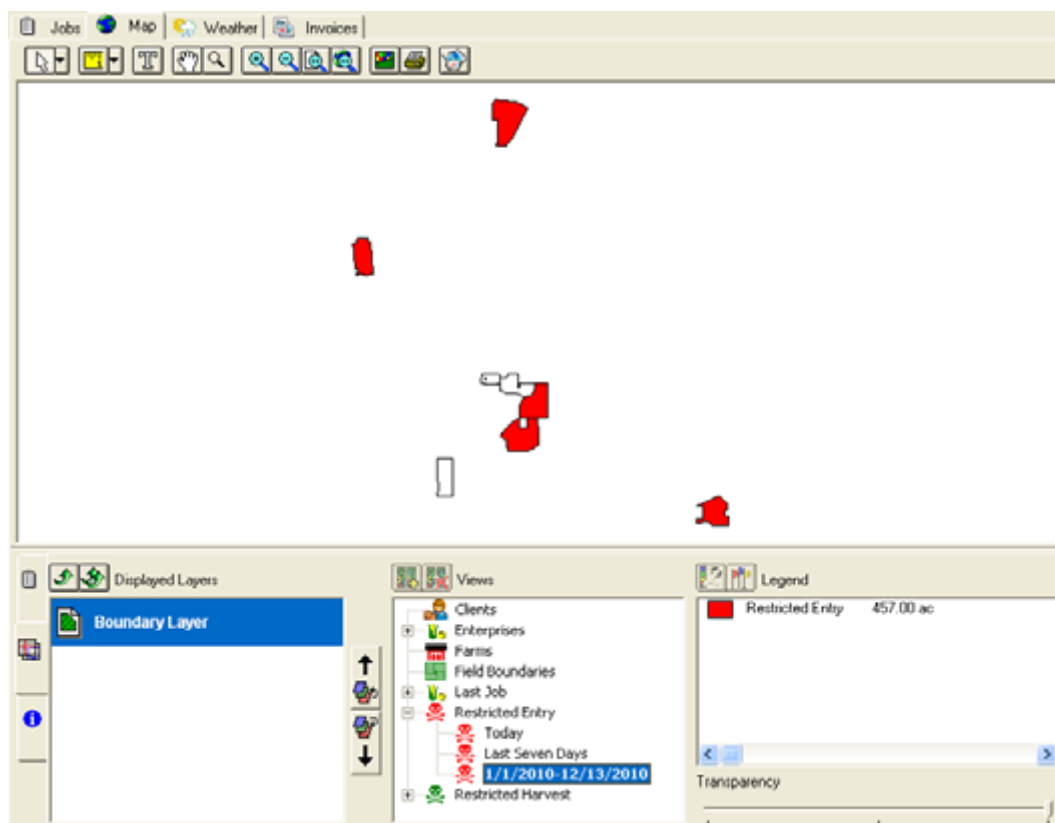 Jobs Map Weather Invoices
T
Displayed Layers
Boundary Layer
Views
Clients
Enterprises
Farms
Field Boundaries
Last Job
Restricted Entry
Today
Last Seven Days
1/1/2010-12/13/2010
Restricted Harvest
Legend
Restricted Entry 457.00 ac
Transparency